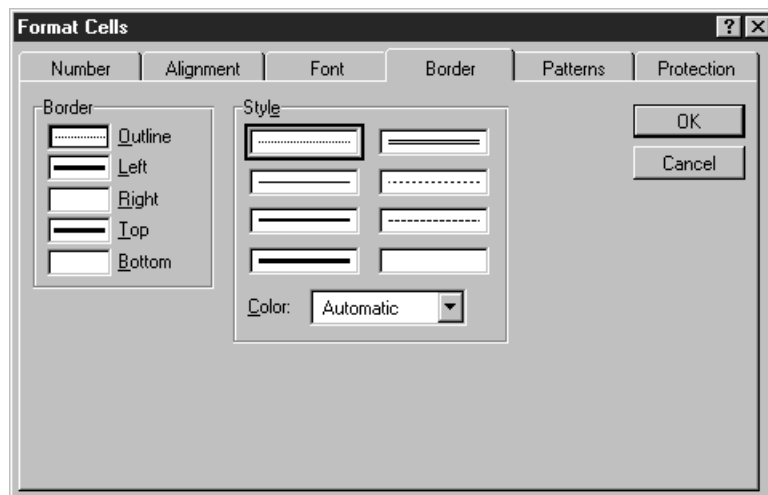 Format Cells
Number Alignment Font Border Patterns Protection
Border
Outline
Left
Right
Top
Bottom
Style
Color: Automatic
OK
Cancel